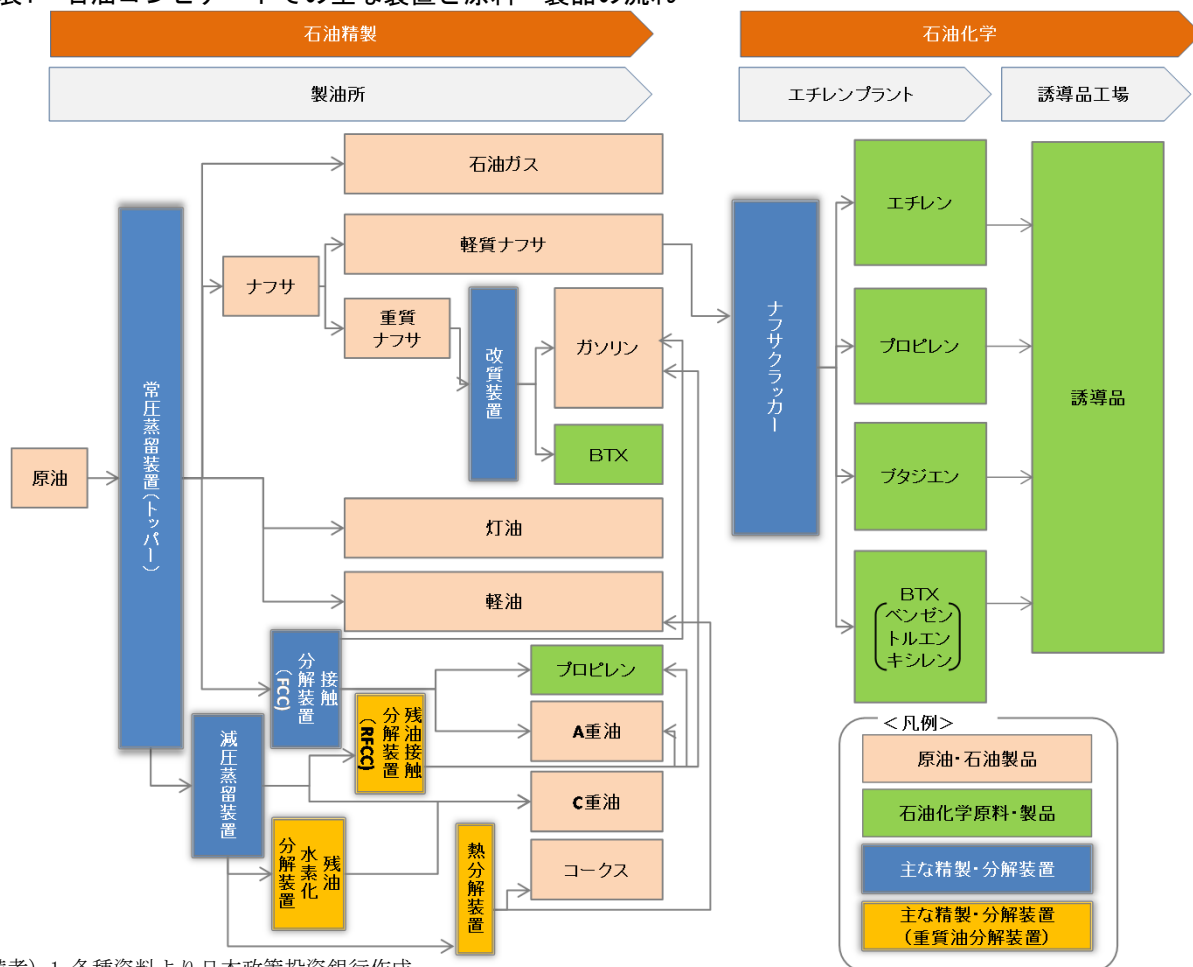 石油精製
石油化学
製油所
エチレンプラント
誘導品工場
石油ガス
軽質ナフサ
ナフサ
重質
ナフサ
改質装置
ガソリン
BTX
常圧蒸留装置(トッパー)
原油
灯油
軽油
接触
分解装置
(FCC)
プロピレン
残油接触
分解装置
(RFCC)
A重油
減圧蒸留装置
C重油
残油
水素化
分解装置
熱分解装置
コークス
ナフサクラッカー
エチレン
プロピレン
ブタジエン
BTX
ベンゼン
トルエン
キシレン
誘導品
<凡例>
原油・石油製品
石油化学原料・製品
主な精製・分解装置
主な精製・分解装置
(重質油分解装置)